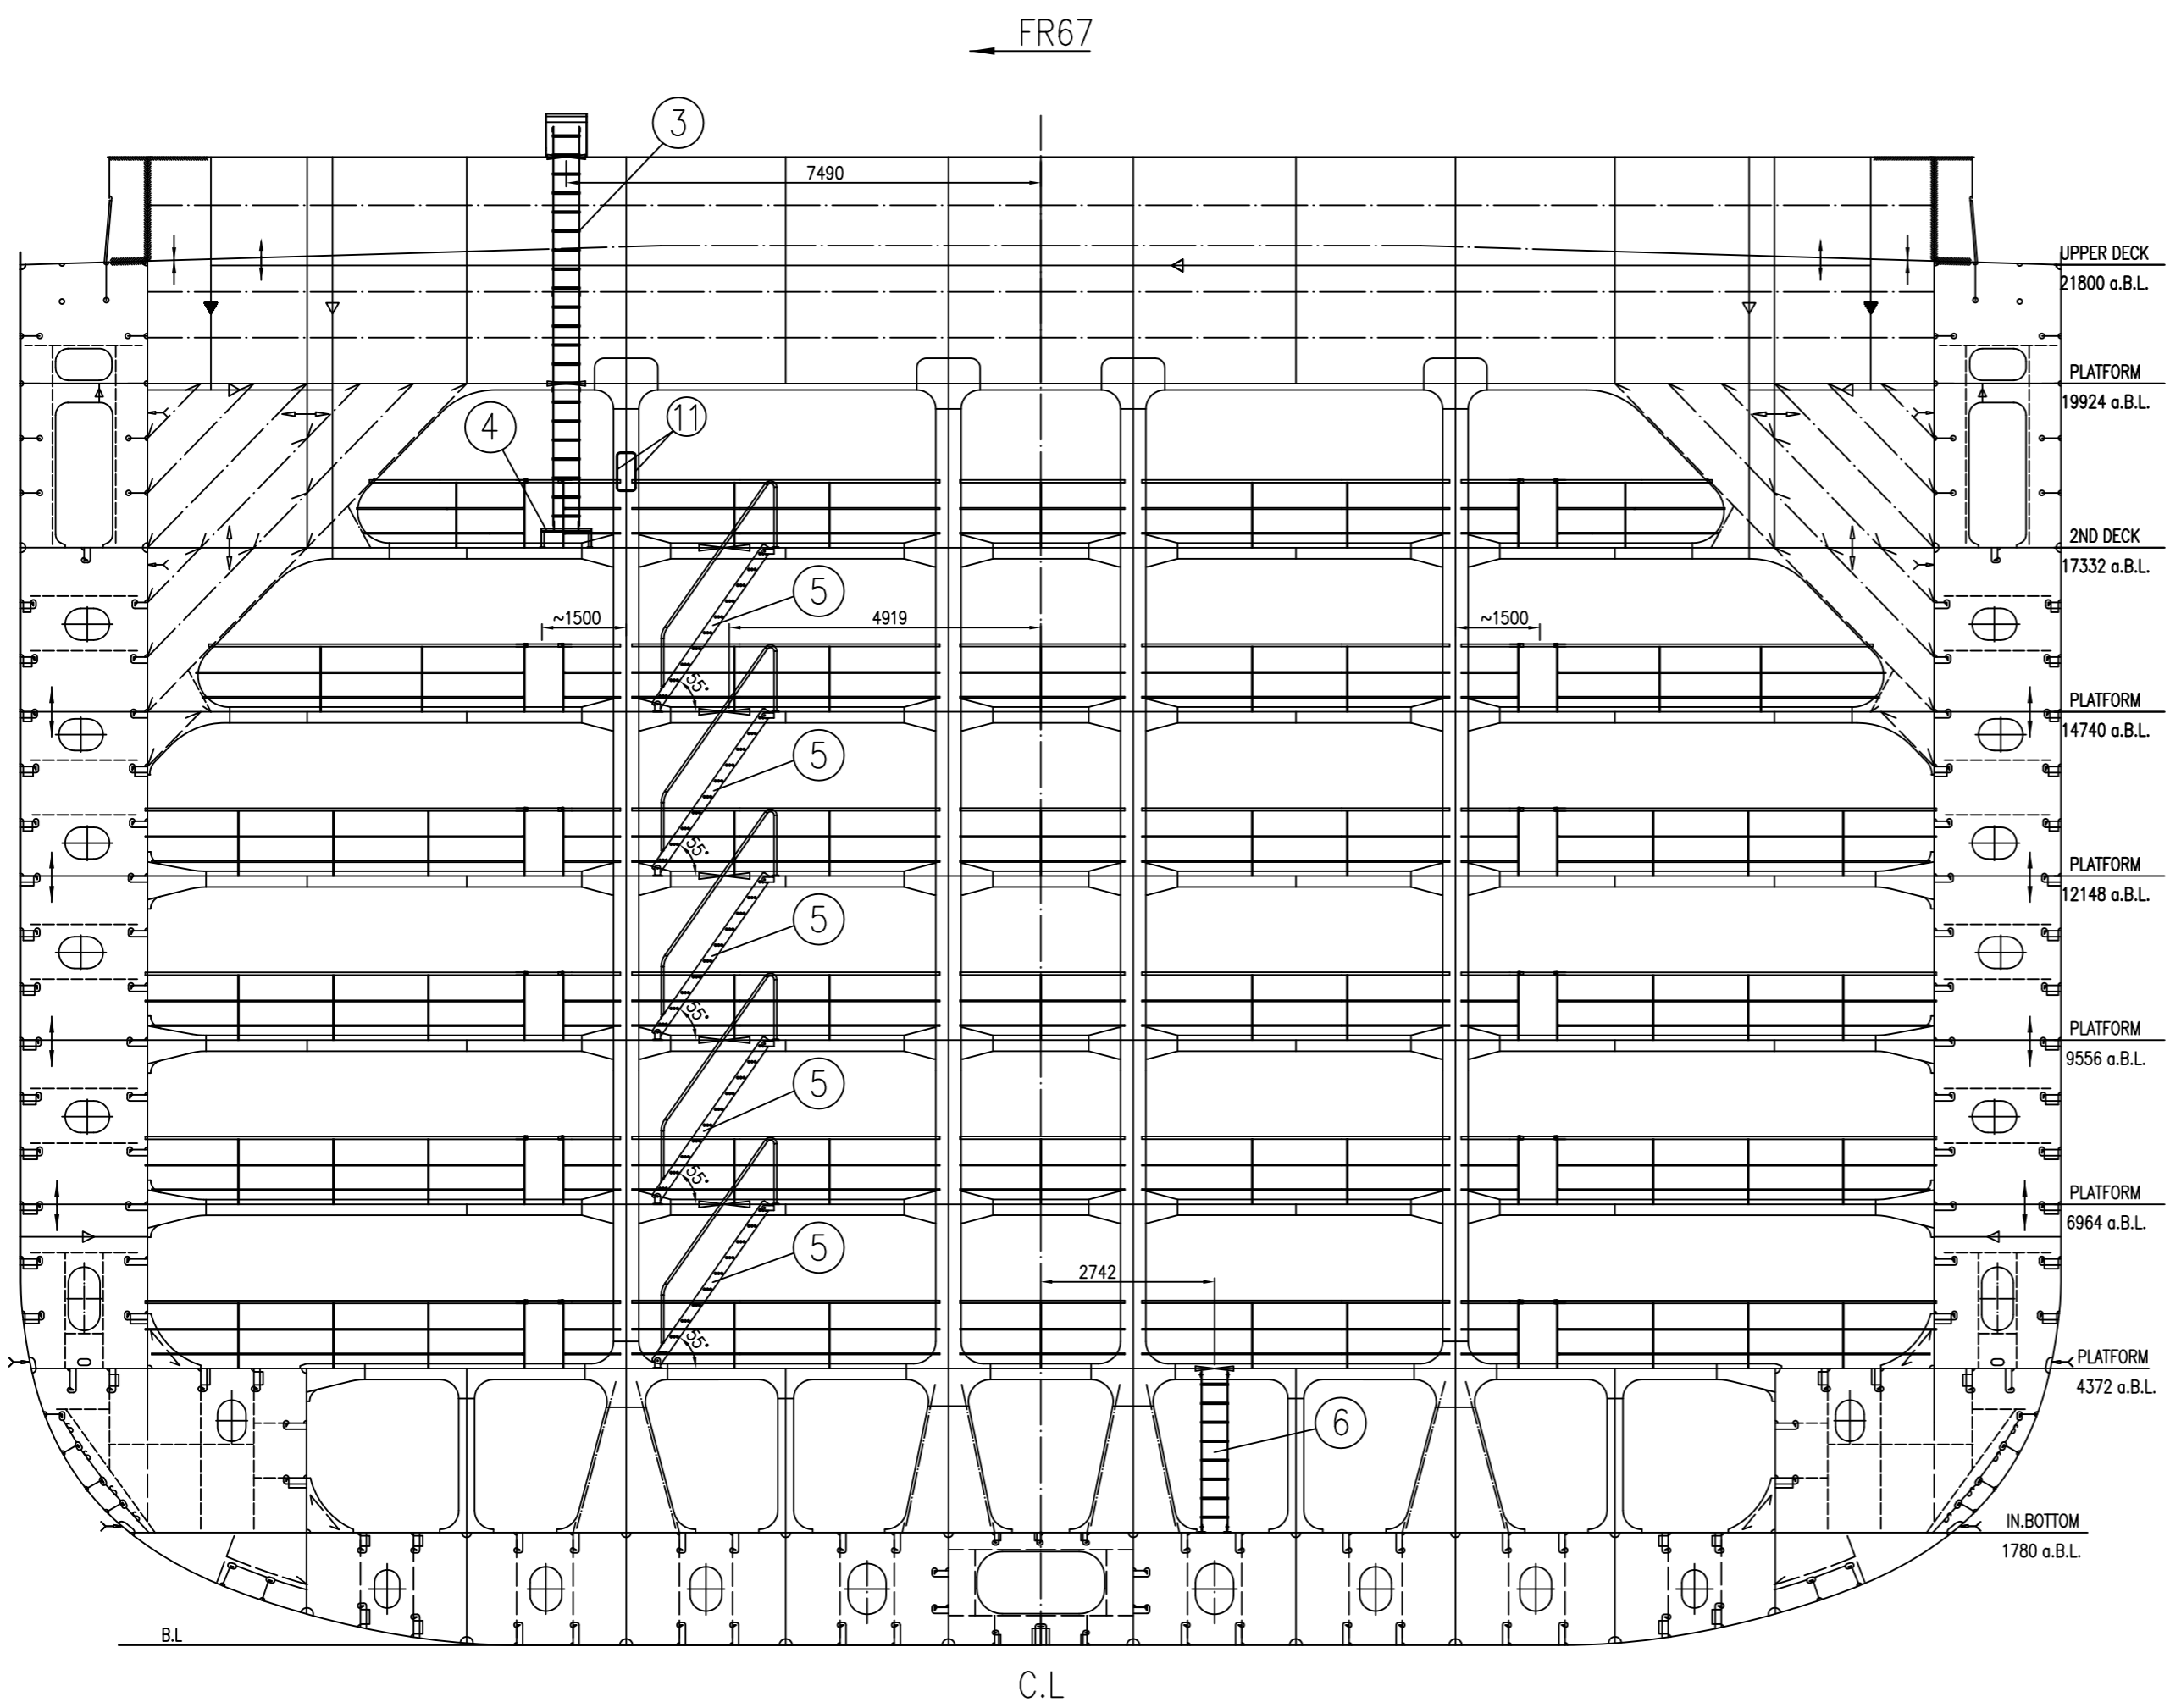 FR67
3
7490
UPPER DECK
21800 a.B.L.
PLATFORM
19924 a.B.L.
4
11
2ND DECK
17332 a.B.L.
5
~1500
4919
~1500
55°
PLATFORM
14740 a.B.L.
5
55°
PLATFORM
12148 a.B.L.
5
55°
PLATFORM
9556 a.B.L.
5
55°
PLATFORM
6964 a.B.L.
5
2742
55°
PLATFORM
4372 a.B.L.
6
IN.BOTTOM
1780 a.B.L.
B.L
C.L